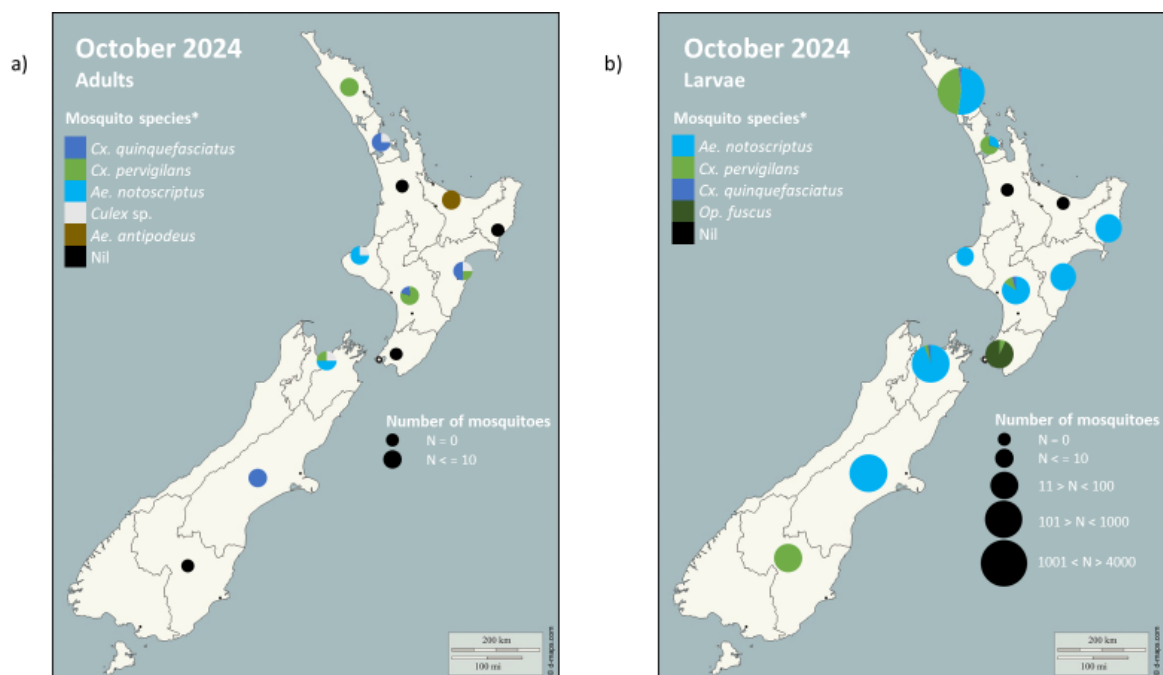 a)
October 2024
Adults
Mosquito species*
Cx. quinquefasciatus
Cx. pervigilans
Ae. notoscriptus
Culex sp.
Ae. antipodeus
Nil
Number of mosquitoes
N = 0
N < = 10
200 km
100 mi
© d-maps.com
b)
October 2024
Larvae
Mosquito species*
Ae. notoscriptus
Cx. pervigilans
Cx. quinquefasciatus
Op. fuscus
Nil
Number of mosquitoes
N = 0
N < = 10
11 > N < 100
101 > N < 1000
1001 < N > 4000
200 km
100 mi
© d-maps.com